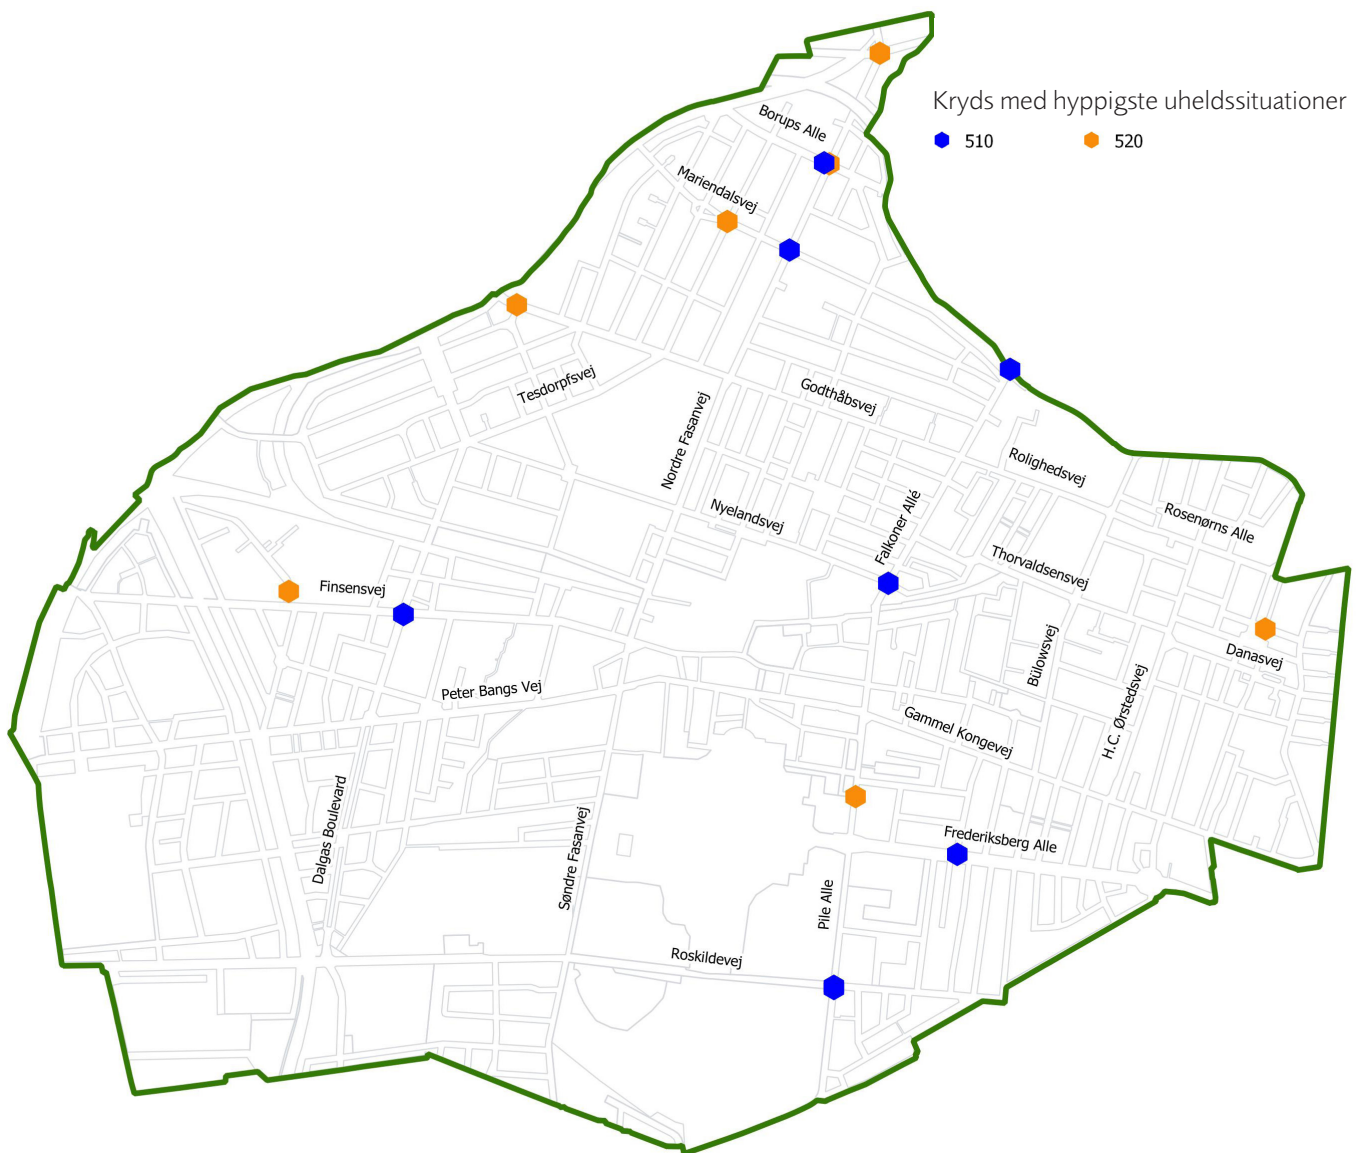 Kryds med hyppigste uheldssituationer
510
520
Borups Alle
Mariendalsvej
Tesdorpfsvej
Godthåbsvej
Nordre Fasanvej
Rolighedsvej
Nyelandsvej
Falkoner Allé
Rosenørns Alle
Thorvaldsensvej
Finsensvej
Bülowsvej
Danasvej
Peter Bangs Vej
H.C. Ørstedsvej
Gammel Kongevej
Dalgas Boulevard
Søndre Fasanvej
Frederiksberg Alle
Pile Alle
Roskildevej